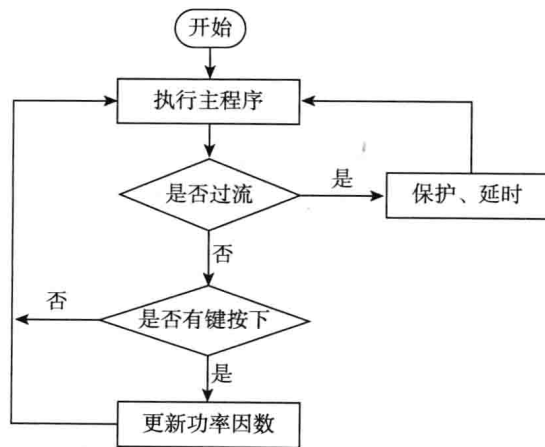 开始
执行主程序
是否过流
是
保护、延时
否
否
是否有键按下
是
更新功率因数